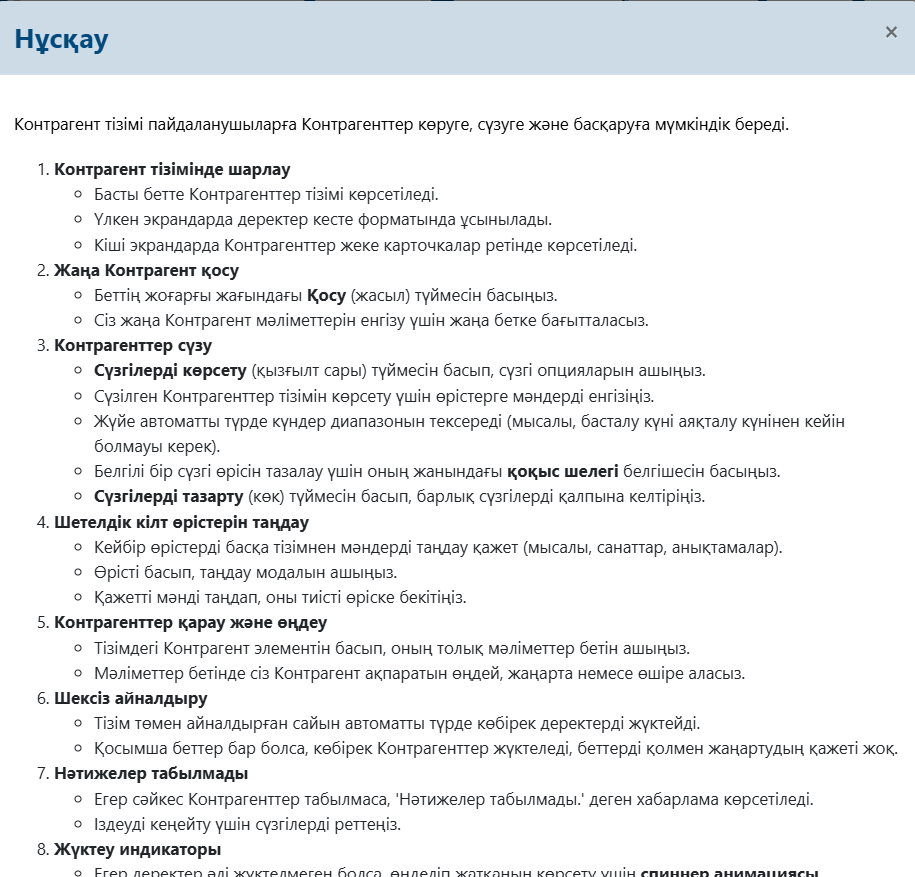 Нұсқау
×
Контрагент тізімі пайдаланушыларға Контрагенттер көруге, сүзуге және басқаруға мүмкіндік береді.
1. Контрагент тізімінде шарлау
Басты бетте Контрагенттер тізімі көрсетіледі.
Үлкен экрандарда деректер кесте форматында ұсынылады.
Кіші экрандарда Контрагенттер жеке карточкалар ретінде көрсетіледі.
2. Жаңа Контрагент қосу
Беттің жоғарғы жағындағы Қосу (жасыл) түймесін басыңыз.
Сіз жаңа Контрагент мәліметтерін енгізу үшін жаңа бетке бағытталасыз.
3. Контрагенттер сүзу
Сүзгілерді көрсету (қызғылт сары) түймесін басып, сүзгі опцияларын ашыңыз.
Сүзілген Контрагенттер тізімін көрсету үшін өрістерге мәндерді енгізіңіз.
Жүйе автоматты түрде күндер диапазонын тексереді (мысалы, басталу күні аяқталу күнінен кейін
болмауы керек).
Белгілі бір сүзгі өрісін тазалау үшін оның жанындағы қоқыс шелегі белгішесін басыңыз.
Сүзгілерді тазарту (көк) түймесін басып, барлық сүзгілерді қалпына келтіріңіз.
4. Шетелдік кілт өрістерін таңдау
Кейбір өрістерді басқа тізімнен мәндерді таңдау қажет (мысалы, санаттар, анықтамалар).
Өрісті басып, таңдау модалын ашыңыз.
Қажетті мәнді таңдап, оны тиісті өріске бекітіңіз.
5. Контрагенттер қарау және өңдеу
Тізімдегі Контрагент элементін басып, оның толық мәліметтер бетін ашыңыз.
Мәліметтер бетінде сіз Контрагент ақпаратын өңдей, жаңарта немесе өшіре аласыз.
6. Шексіз айналдыру
Тізім төмен айналдырған сайын автоматты түрде көбірек деректерді жүктейді.
Қосымша беттер бар болса, көбірек Контрагенттер жүктеледі, беттерді қолмен жаңартудың қажеті жоқ.
7. Нәтижелер табылмады
Егер сәйкес Контрагенттер табылмаса, 'Нәтижелер табылмады.' деген хабарлама көрсетіледі.
Іздеуді кеңейту үшін сүзгілерді реттеңіз.
8. Жүктеу индикаторы
Егер деректер әлі жүктелмеген болса, өңделіп жатқанын көрсету үшін спиннер анимациясы